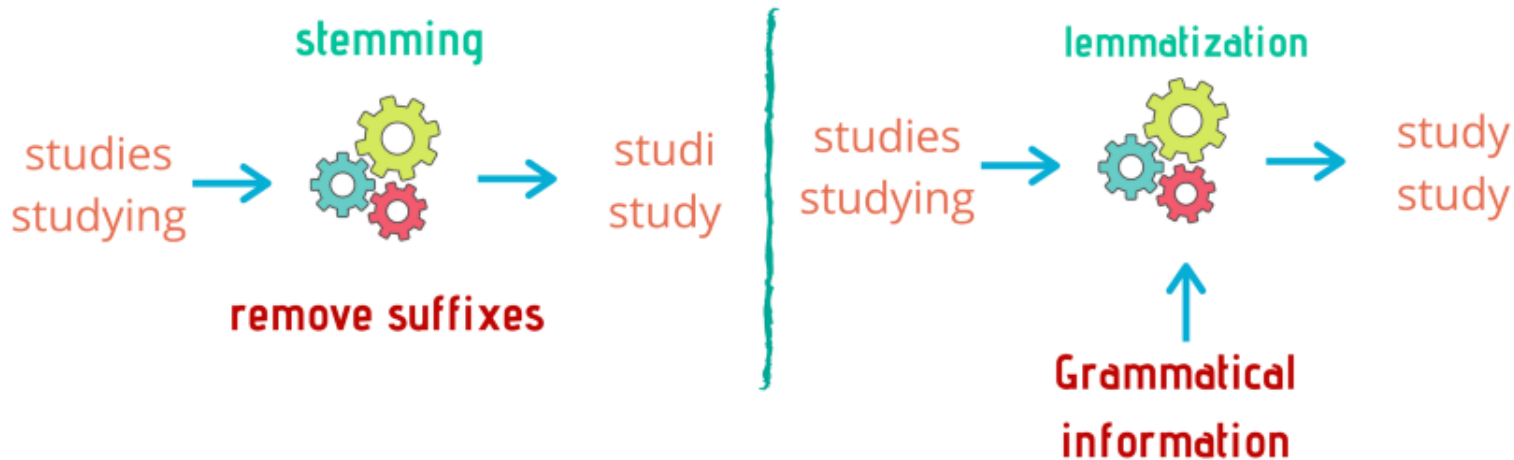 stemming
studies
studying
studi
study
remove suffixes
lemmatization
studies
studying
study
study
Grammatical
information